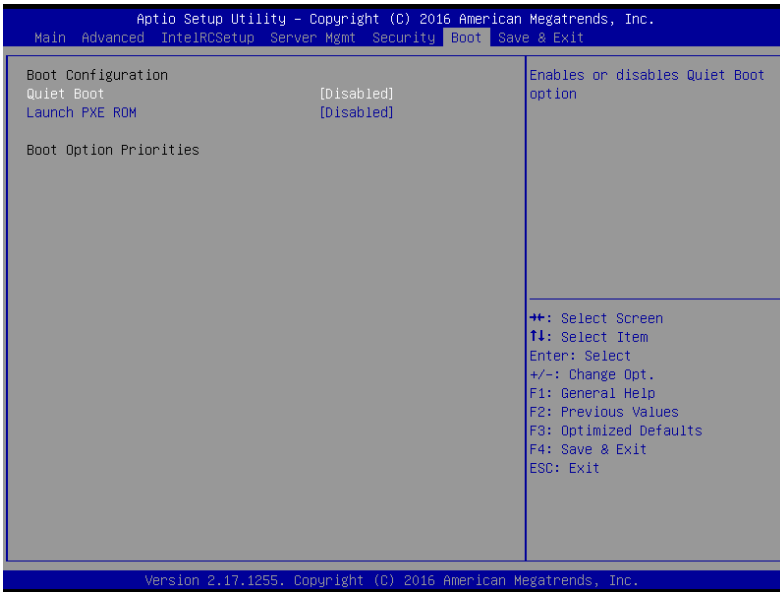 Aptio Setup Utility – Copyright (C) 2016 American Megatrends, Inc.
Main Advanced IntelRCSetup Server Mgmt Security Boot Save & Exit
Boot Configuration
Quiet Boot [Disabled]
Launch PXE ROM [Disabled]
Boot Option Priorities
Enables or disables Quiet Boot
option
→←: Select Screen
↑↓: Select Item
Enter: Select
+/-: Change Opt.
F1: General Help
F2: Previous Values
F3: Optimized Defaults
F4: Save & Exit
ESC: Exit
Version 2.17.1255. Copyright (C) 2016 American Megatrends, Inc.